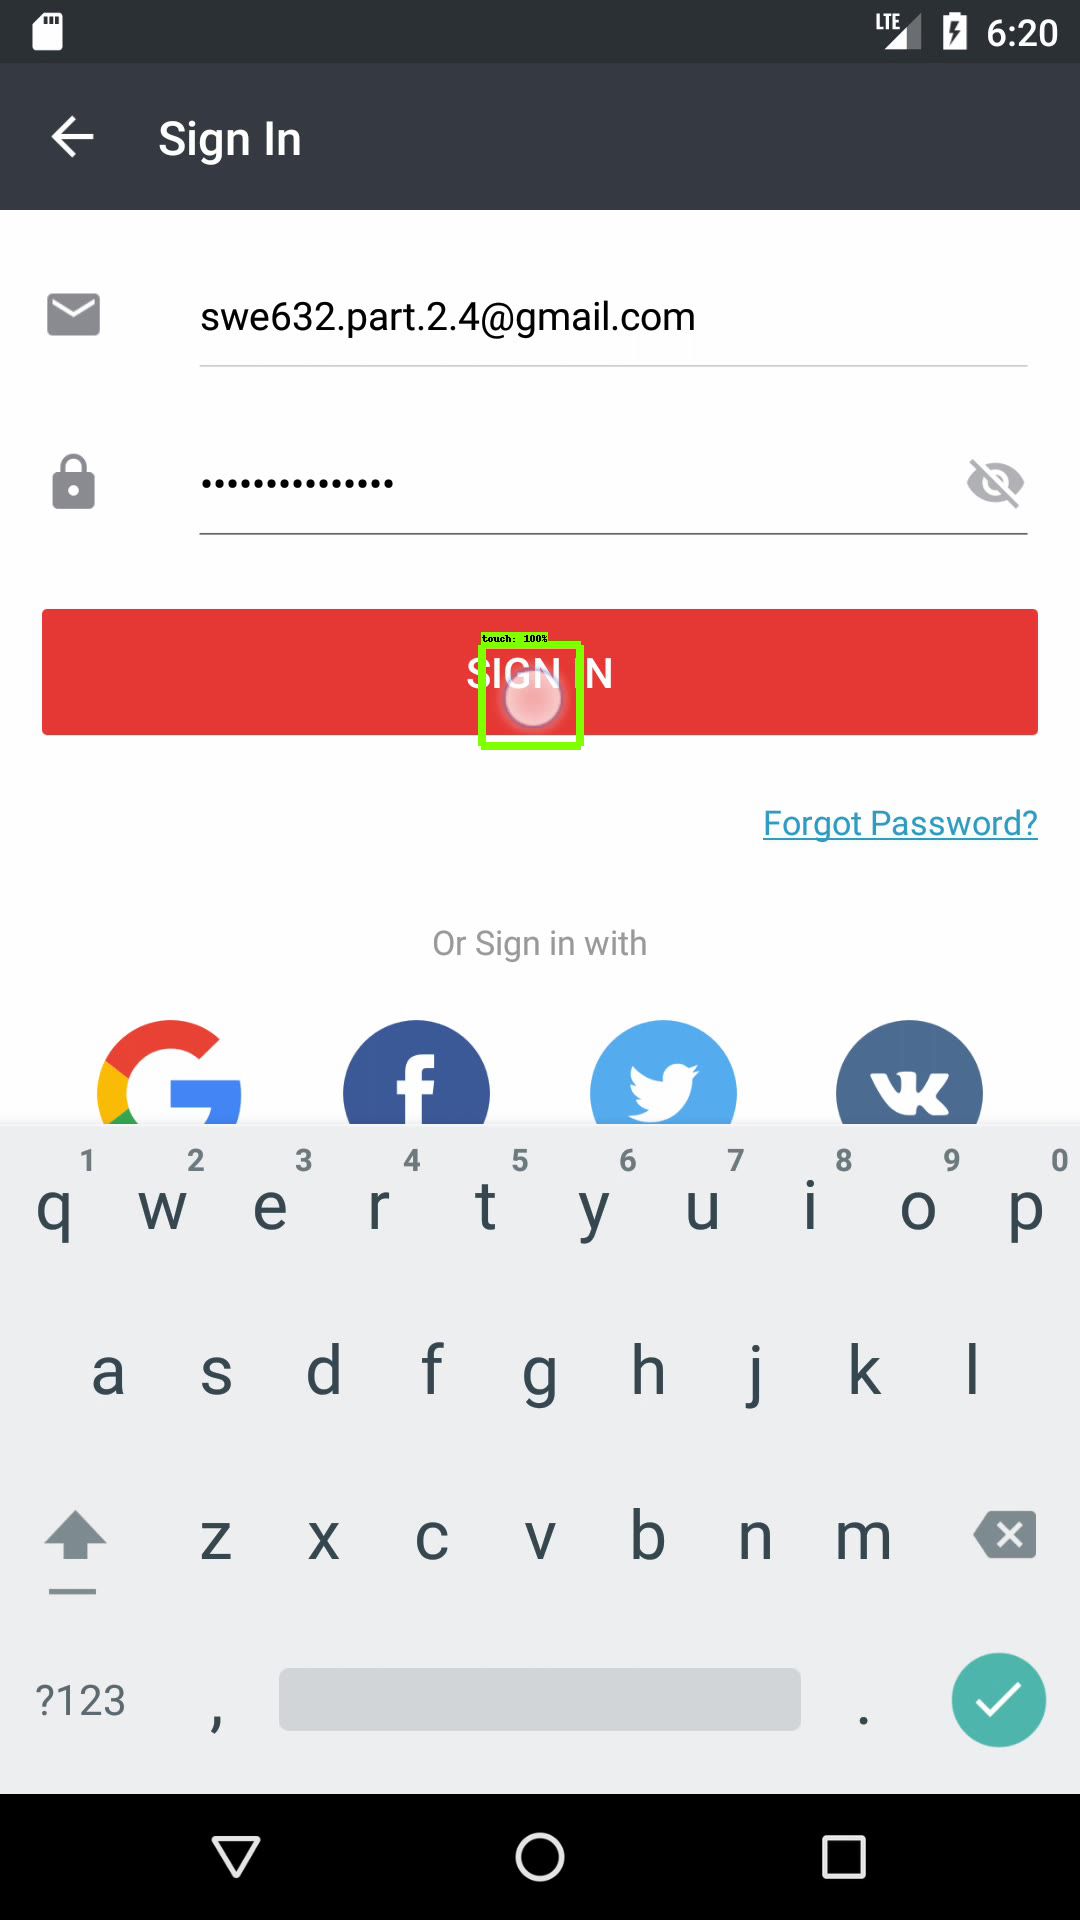 LTE 6:20
Sign In
swe632.part.2.4@gmail.com
•••••••••••••••
touch: 100%
SIGN IN
Forgot Password?
Or Sign in with
1 2 3 4 5 6 7 8 9 0
q w e r t y u i o p
a s d f g h j k l
z x c v b n m
?123 , .